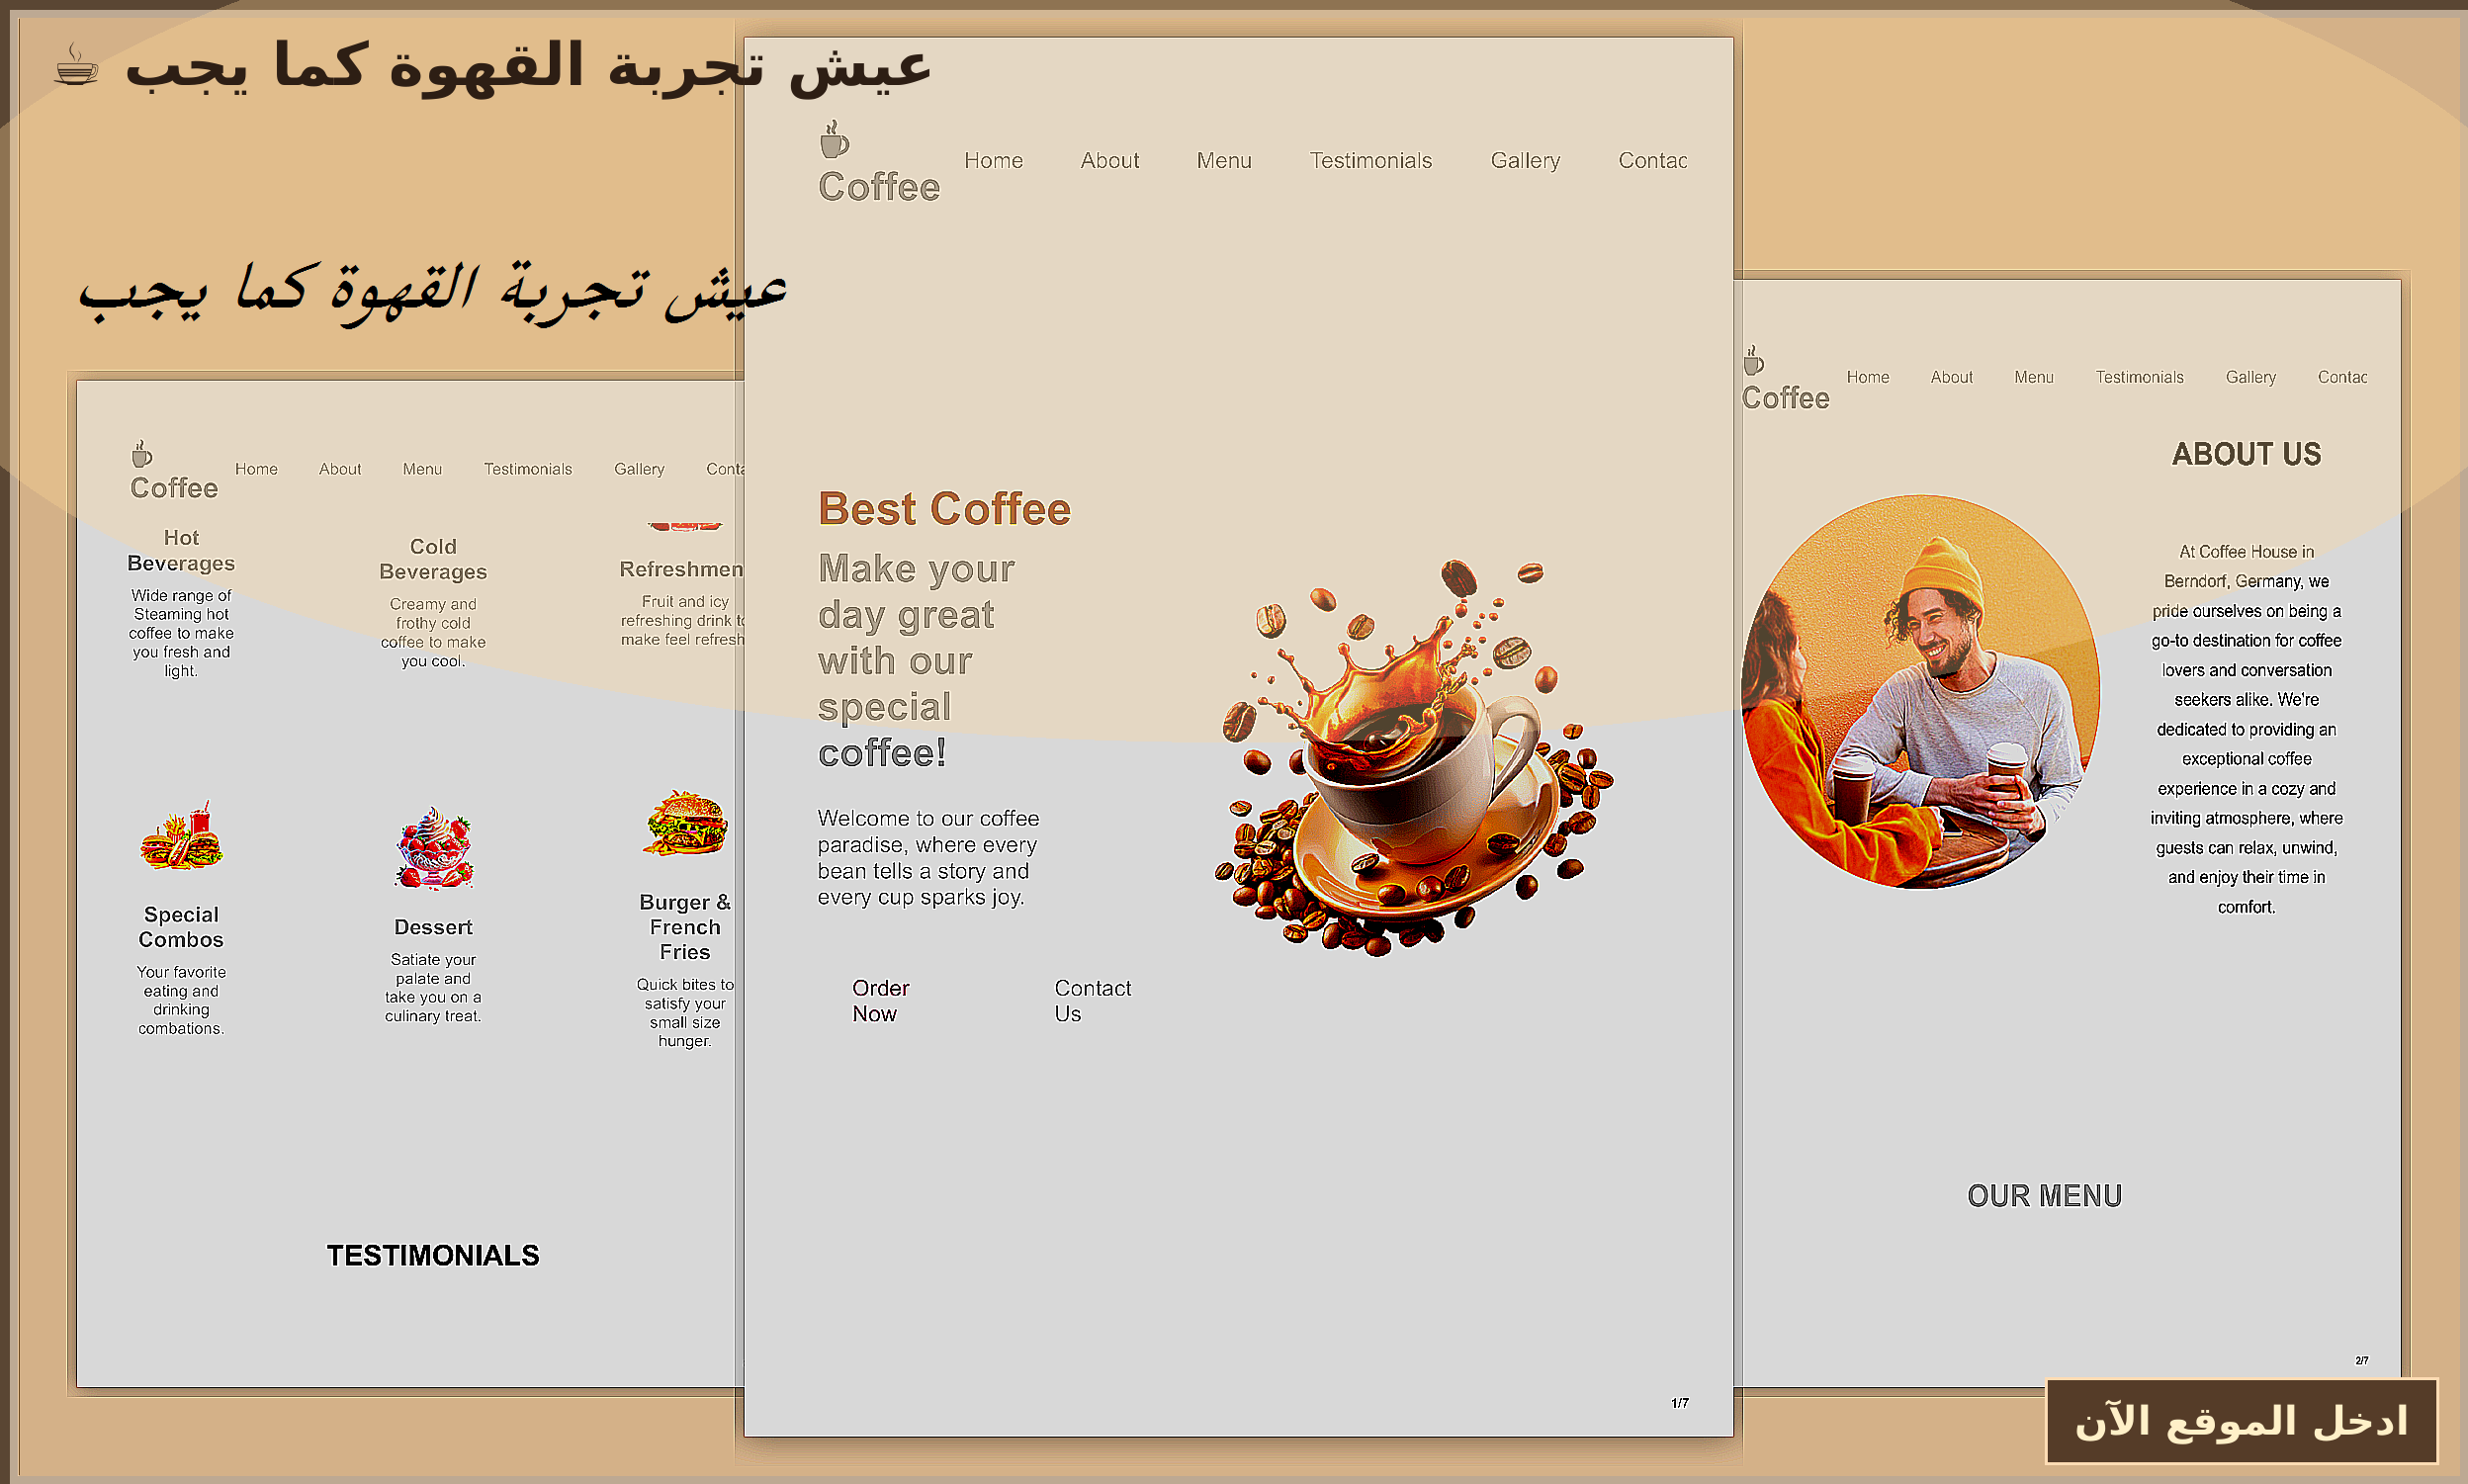 عيش تجربة القهوة كما يجب ☕
عيش تجربة القهوة كما يجب
Coffee
Home About Menu Testimonials Gallery
Hot
Beverages
Wide range of
Steaming hot
coffee to make
you fresh and
light.
Cold
Beverages
Creamy and
frothy cold
coffee to make
you cool.
Refreshmen
Fruit and icy
refreshing drink
make feel refresh
Special
Combos
Your favorite
eating and
drinking
combations.
Dessert
Satiate your
palate and
take you on a
culinary treat.
Burger &
French
Fries
Quick bites to
satisfy your
small size
hunger.
TESTIMONIALS
Coffee
Home About Menu Testimonials Gallery Contac
Best Coffee
Make your
day great
with our
special
coffee!
Welcome to our coffee
paradise, where every
bean tells a story and
every cup sparks joy.
Order
Now
Contact
Us
1/7
Coffee
Home About Menu Testimonials Gallery Contac
ABOUT US
At Coffee House in
Berndorf, Germany, we
pride ourselves on being a
go-to destination for coffee
lovers and conversation
seekers alike. We're
dedicated to providing an
exceptional coffee
experience in a cozy and
inviting atmosphere, where
guests can relax, unwind,
and enjoy their time in
comfort.
OUR MENU
2/7
ادخل الموقع الآن